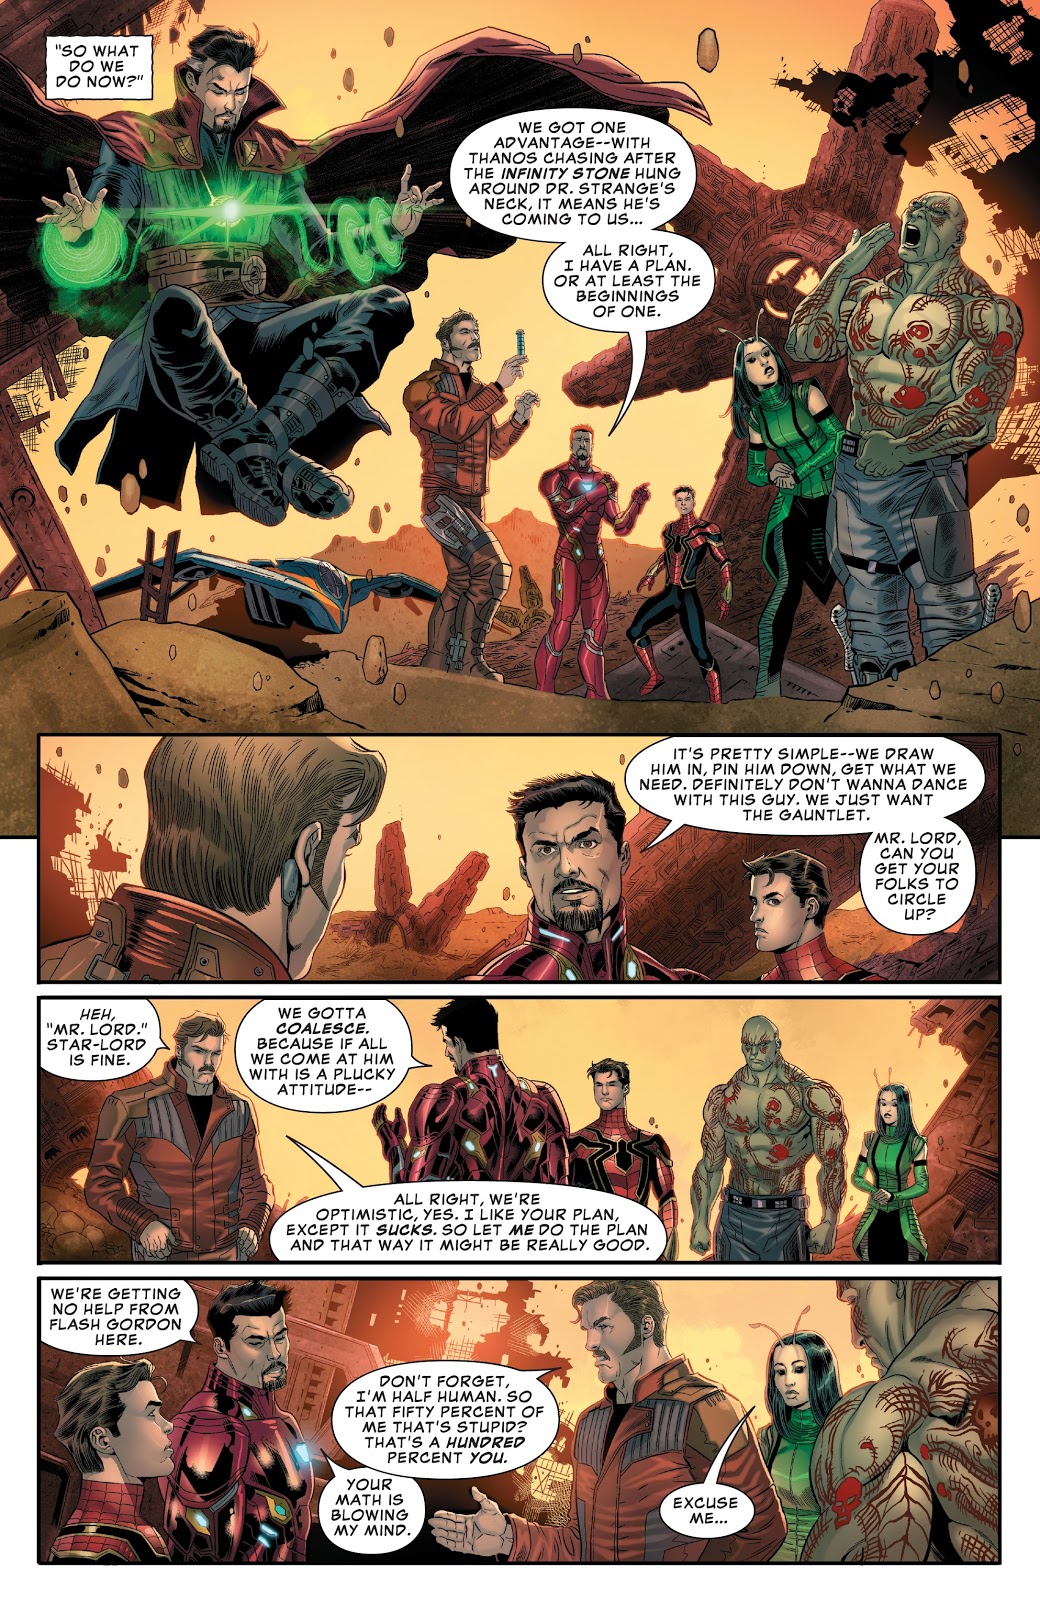 "SO WHAT
DO WE
DO NOW?"
WE GOT ONE
ADVANTAGE--WITH
THANOS CHASING AFTER
THE INFINITY STONE HUNG
AROUND DR. STRANGE'S
NECK, IT MEANS HE'S
COMING TO US...
ALL RIGHT,
I HAVE A PLAN.
OR AT LEAST THE
BEGINNINGS
OF ONE.
IT'S PRETTY SIMPLE--WE DRAW
HIM IN, PIN HIM DOWN, GET WHAT WE
NEED. DEFINITELY DON'T WANNA DANCE
WITH THIS GUY. WE JUST WANT
THE GAUNTLET.
MR. LORD,
CAN YOU
GET YOUR
FOLKS TO
CIRCLE
UP?
HEH,
"MR. LORD."
STAR-LORD
IS FINE.
WE GOTTA
COALESCE.
BECAUSE IF ALL
WE COME AT HIM
WITH IS A PLUCKY
ATTITUDE--
ALL RIGHT, WE'RE
OPTIMISTIC, YES. I LIKE YOUR PLAN,
EXCEPT IT SUCKS. SO LET ME DO THE PLAN
AND THAT WAY IT MIGHT BE REALLY GOOD.
WE'RE GETTING
NO HELP FROM
FLASH GORDON
HERE.
DON'T FORGET,
I'M HALF HUMAN. SO
THAT FIFTY PERCENT OF
ME THAT'S STUPID?
THAT'S A HUNDRED
PERCENT YOU.
YOUR
MATH IS
BLOWING
MY MIND.
EXCUSE
ME...